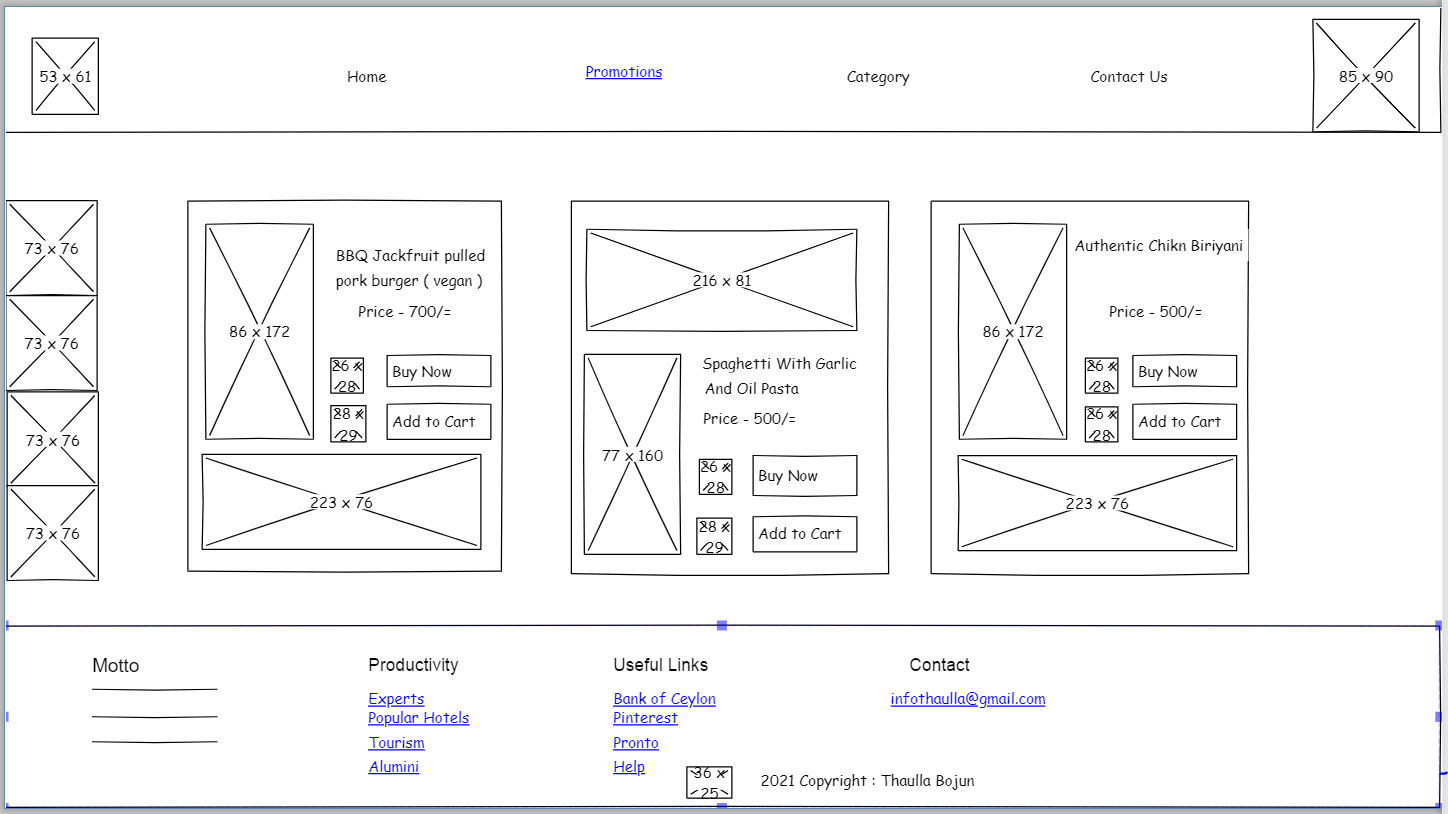 53 x 61
Home
Promotions
Category
Contact Us
85 x 90
73 x 76
73 x 76
73 x 76
73 x 76
86 x 172
BBQ Jackfruit pulled
pork burger ( vegan )
Price - 700/=
26 x
28
Buy Now
28 x
29
Add to Cart
223 x 76
216 x 81
77 x 160
Spaghetti With Garlic
And Oil Pasta
Price - 500/=
26 x
28
Buy Now
28 x
29
Add to Cart
86 x 172
Authentic Chikn Biriyani
Price - 500/=
26 x
28
Buy Now
26 x
28
Add to Cart
223 x 76
Motto
Productivity
Experts
Popular Hotels
Tourism
Alumini
Useful Links
Bank of Ceylon
Pinterest
Pronto
Help
Contact
infothaulla@gmail.com
36 x
25
2021 Copyright : Thaulla Bojun